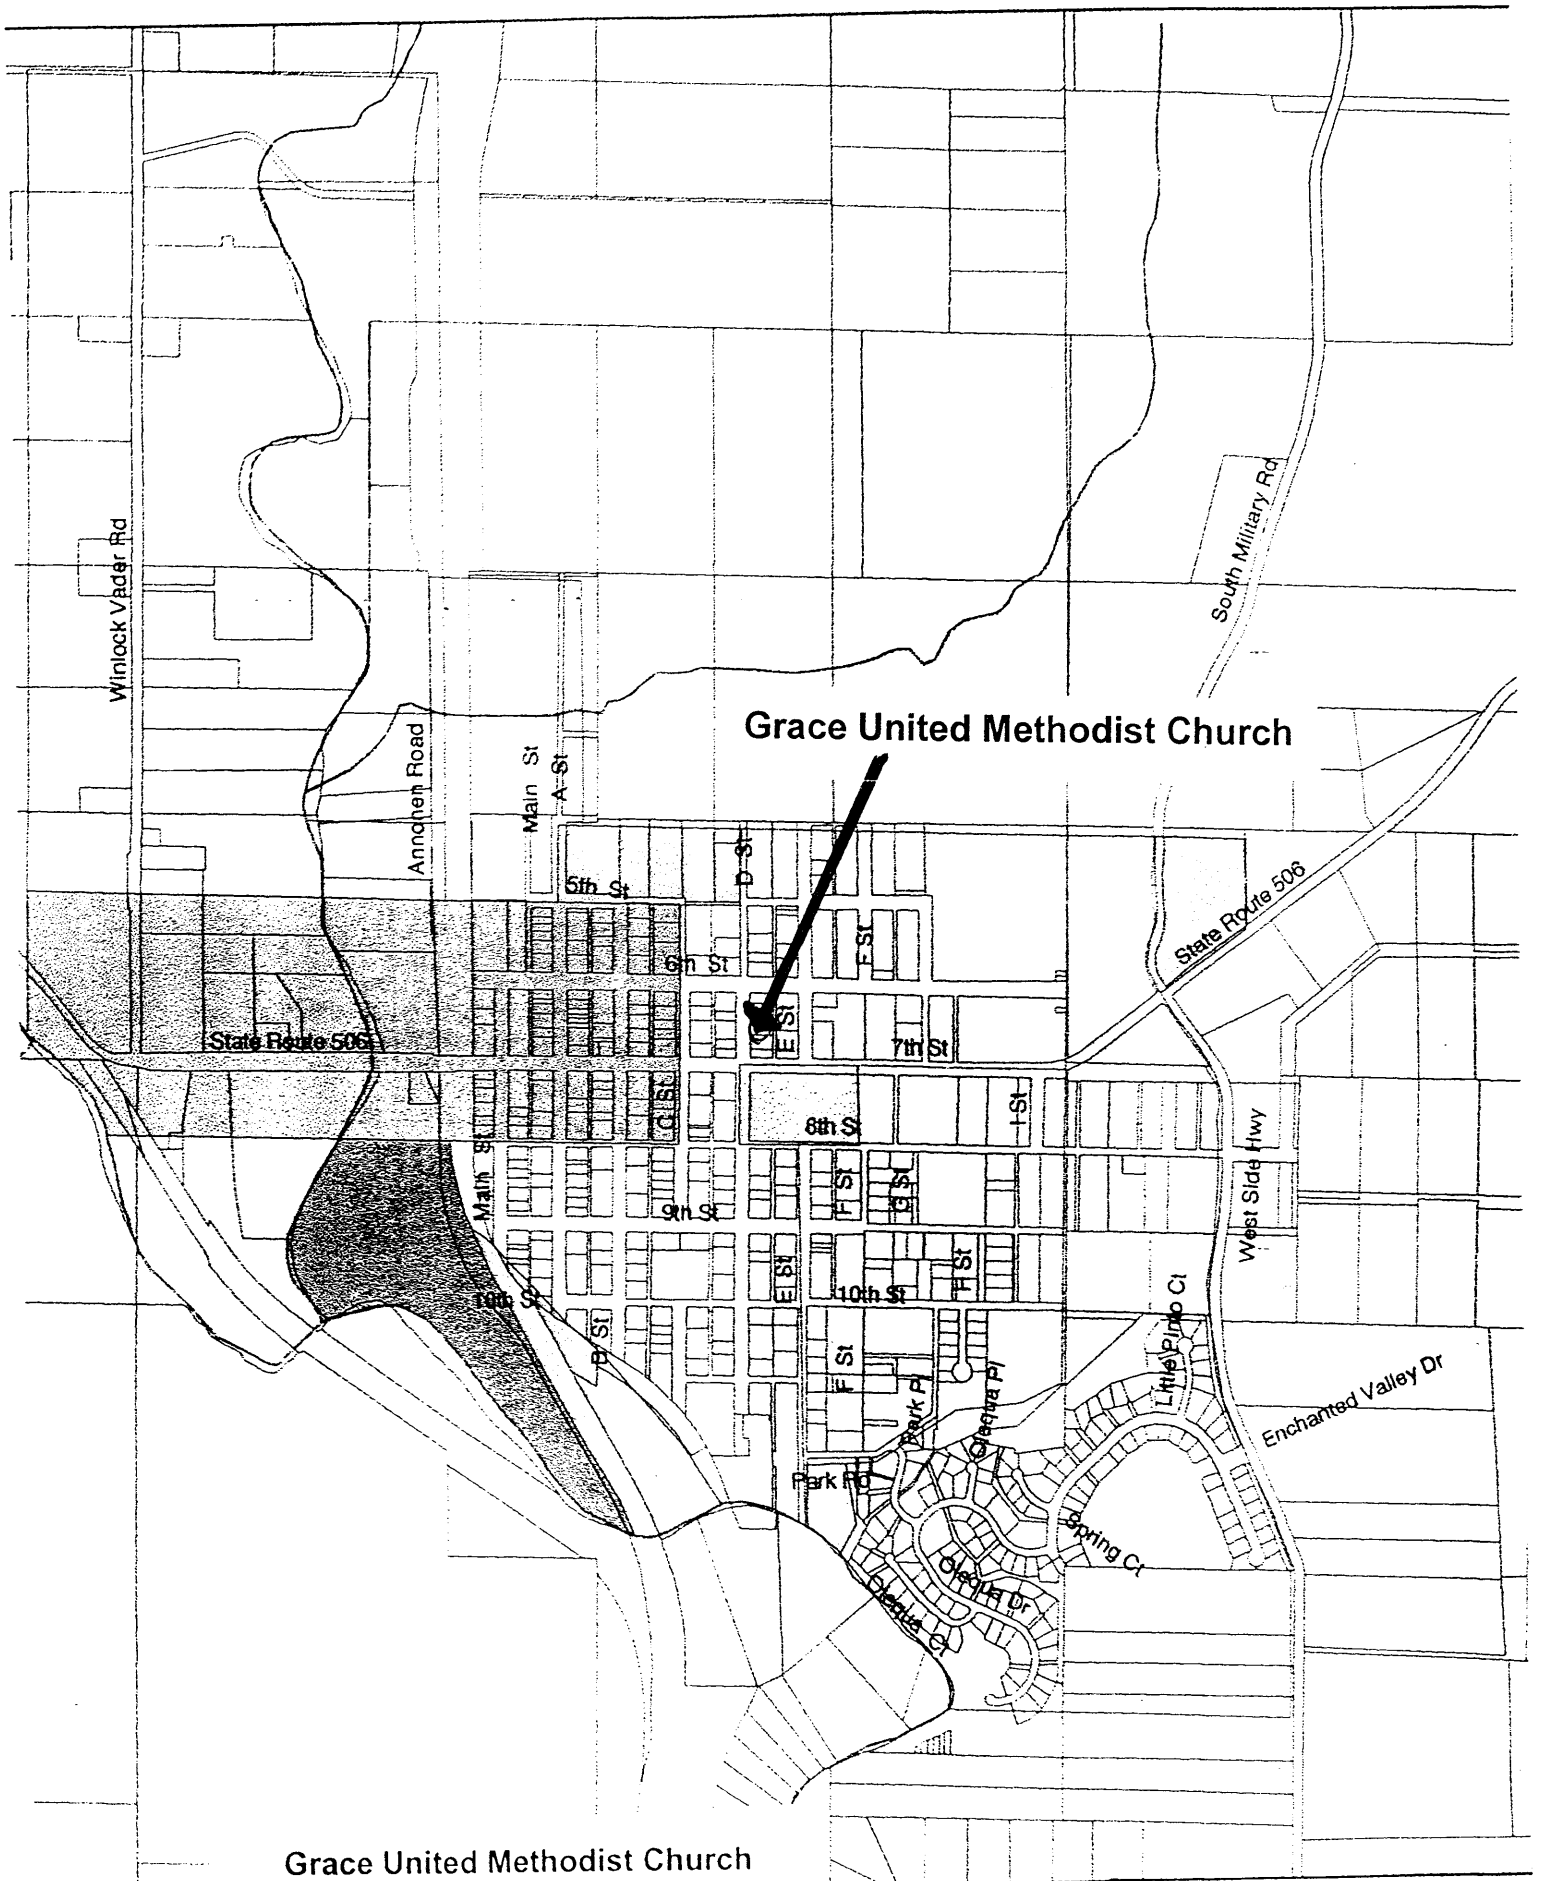 South Military Rd
Winlock Vader Rd
Grace United Methodist Church
Annonen Road
Main St
A St
D St
5th St
State Route 506
F St
6th St
E St
State Route 506
7th St
C St
I St
8th St
Main St
West Side Hwy
F St
G St
9th St
E St
H St
10th St
10th St
Little Plmo Ct
B St
F St
Park Pl
Olequa Pl
Enchanted Valley Dr
Park Rd
Spring Ct
Olequa Dr
Olequa Ct
Grace United Methodist Church